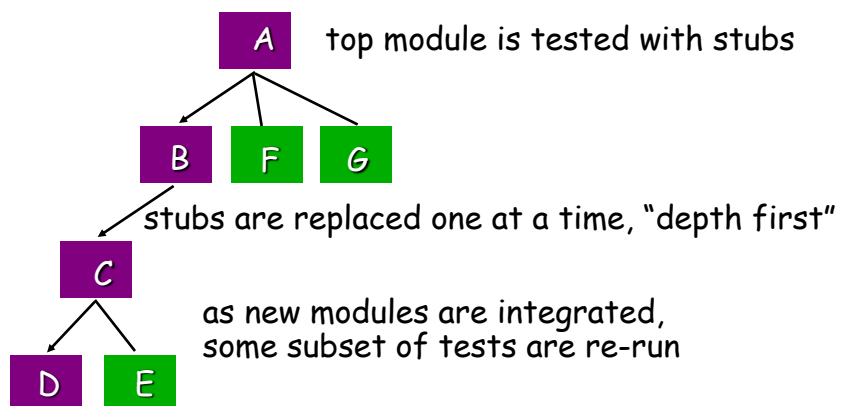 A top module is tested with stubs
B F G
stubs are replaced one at a time, “depth first”
C
as new modules are integrated,
some subset of tests are re-run
D E